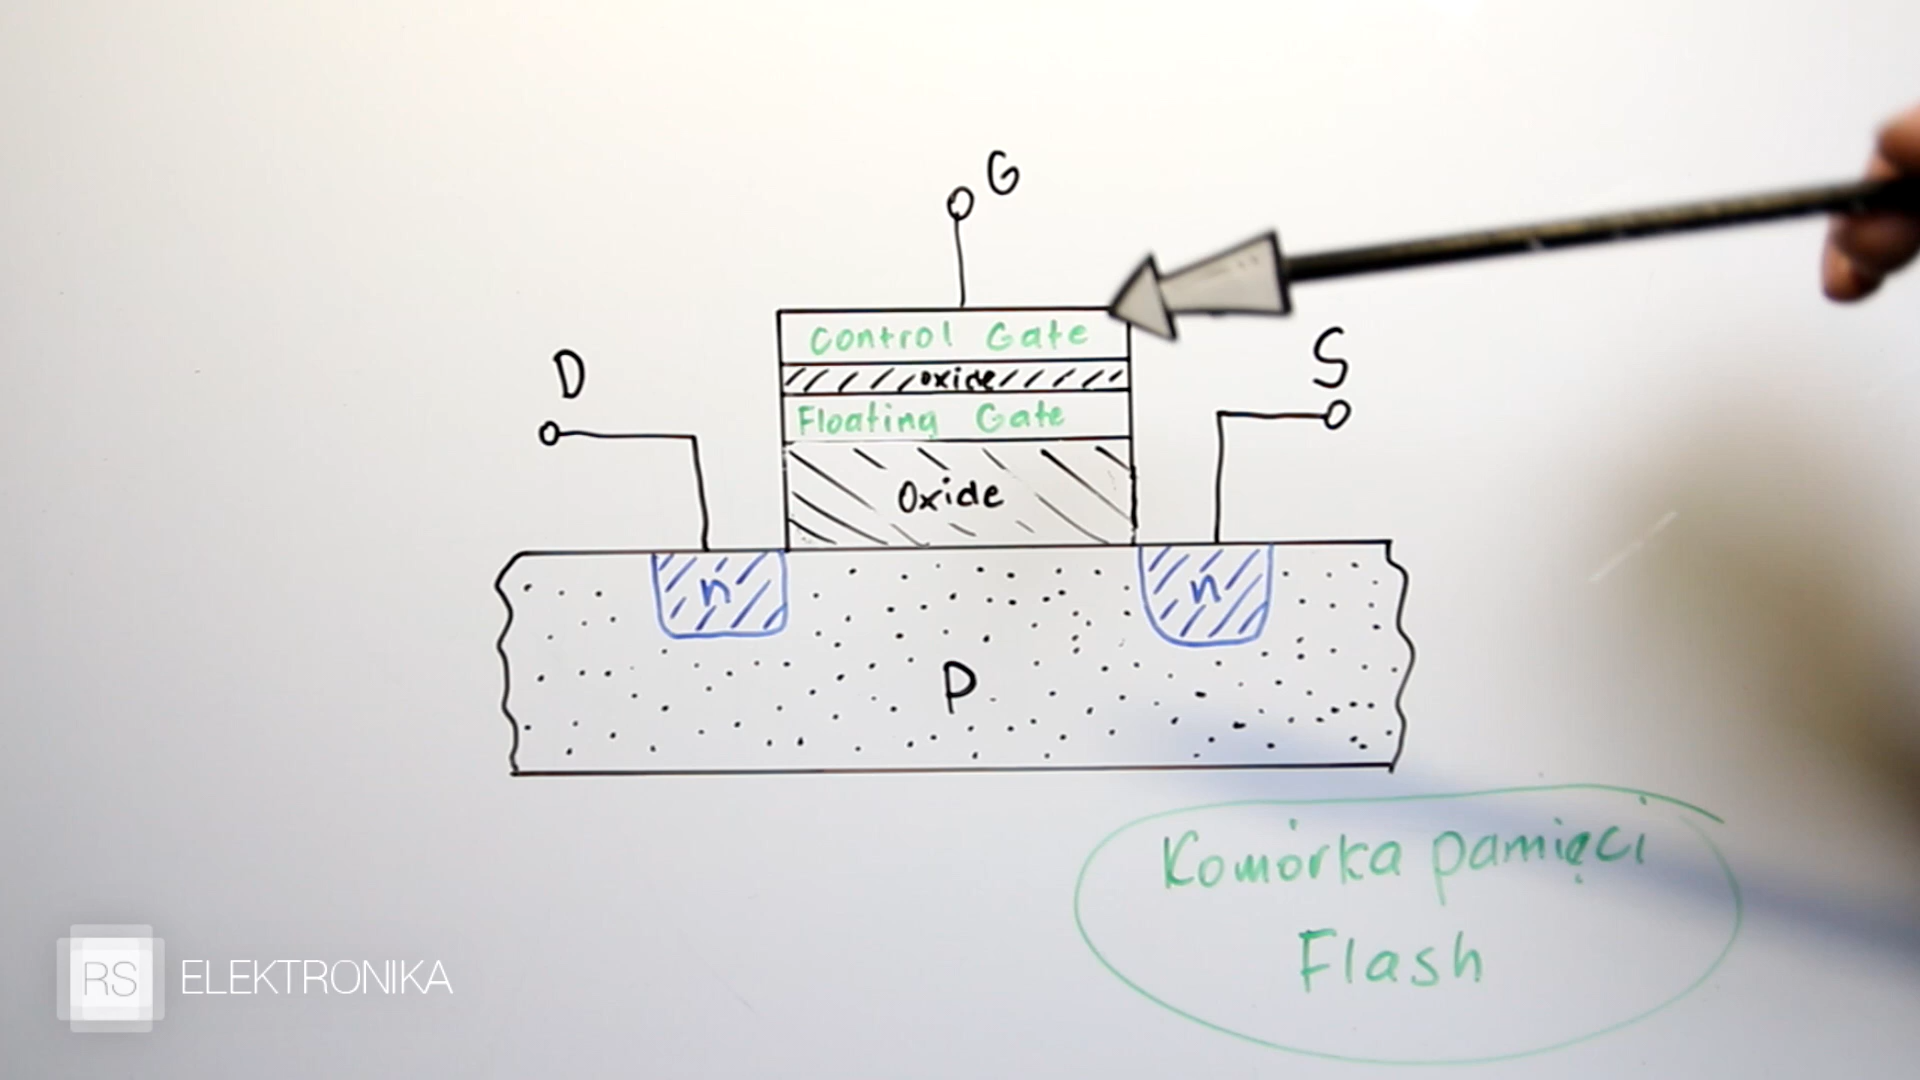 G
D
S
Control Gate
oxide
Floating Gate
Oxide
n
n
P
Komórka pamięci
Flash
RS ELEKTRONIKA